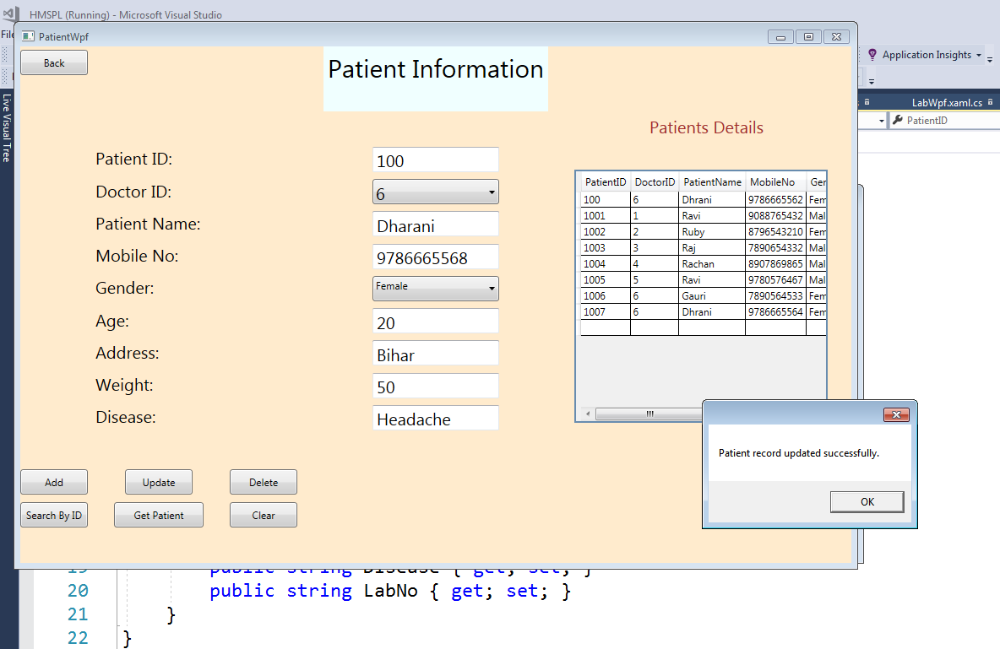 HMSPL (Running) - Microsoft Visual Studio
PatientWpf
Back
Patient Information
Application Insights
Live Visual Tree
LabWpf.xaml.cs
PatientID
Patients Details
Patient ID: 100
Doctor ID: 6
Patient Name: Dharani
Mobile No: 9786665568
Gender: Female
Age: 20
Address: Bihar
Weight: 50
Disease: Headache
PatientID DoctorID PatientName MobileNo Ger
100 6 Dhrani 9786665562 Fem
1001 1 Ravi 9088765432 Mal
1002 2 Ruby 8796543210 Fem
1003 3 Raj 7890654332 Mal
1004 4 Rachan 8907869865 Mal
1005 5 Ravi 9780576467 Mal
1006 6 Gauri 7890564533 Fem
1007 6 Dhrani 9786665564 Fem
Patient record updated successfully.
OK
Add Update Delete
Search By ID Get Patient Clear
19 public string Disease { get; set; }
20 public string LabNo { get; set; }
21 }
22 }